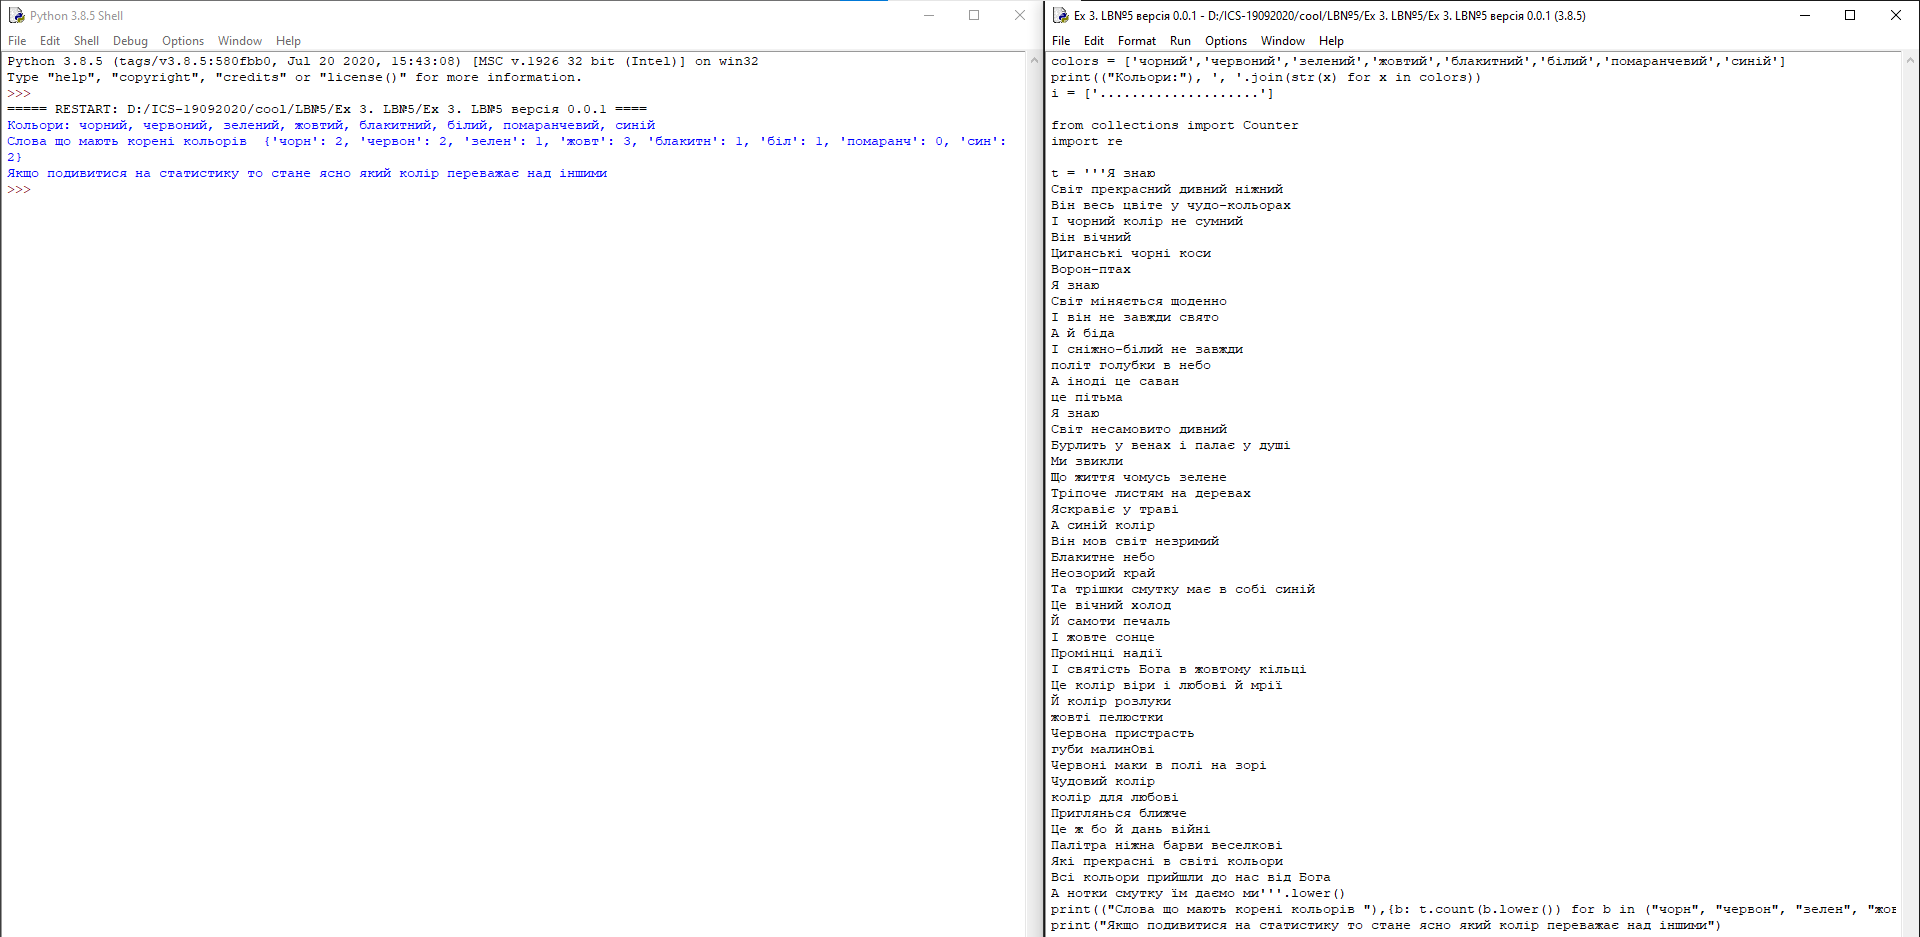 Python 3.8.5 Shell
File Edit Shell Debug Options Window Help
Python 3.8.5 (tags/v3.8.5:580fbb0, Jul 20 2020, 15:43:08) [MSC v.1926 32 bit (Intel)] on win32
Type "help", "copyright", "credits" or "license()" for more information.
>>>
===== RESTART: D:/ICS-19092020/cool/LB№5/Ex 3. LB№5/Ex 3. LB№5 версія 0.0.1 ====
Кольори: чорний, червоний, зелений, жовтий, блакитний, білий, помаранчевий, синій
Слова що мають корені кольорів  {'чорн': 2, 'червон': 2, 'зелен': 1, 'жовт': 3, 'блакитн': 1, 'біл': 1, 'помаранч': 0, 'син':
2}
Якщо подивитися на статистику то стане ясно який колір переважає над іншими
>>>
Ex 3. LB№5 версія 0.0.1 - D:/ICS-19092020/cool/LB№5/Ex 3. LB№5/Ex 3. LB№5 версія 0.0.1 (3.8.5)
File Edit Format Run Options Window Help
colors = ['чорний','червоний','зелений','жовтий','блакитний','білий','помаранчевий','синій']
print(("Кольори:"), ', '.join(str(x) for x in colors))
i = ['....................']
from collections import Counter
import re
t = '''Я знаю
Світ прекрасний дивний ніжний
Він весь цвіте у чудо-кольорах
І чорний колір не сумний
Він вічний
Циганські чорні коси
Ворон-птах
Я знаю
Світ міняється щоденно
І він не завжди свято
А й біда
І сніжно-білий не завжди
політ голубки в небо
А іноді це саван
це пітьма
Я знаю
Світ несамовито дивний
Бурлить у венах і палає у душі
Ми звикли
Що життя чомусь зелене
Тріпоче листям на деревах
Яскравіє у траві
А синій колір
Він мов світ незримий
Блакитне небо
Неозорий край
Та трішки смутку має в собі синій
Це вічний холод
Й самоти печаль
І жовте сонце
Промінці надії
І святість Бога в жовтому кільці
Це колір віри і любові й мрії
Й колір розлуки
жовті пелюстки
Червона пристрасть
губи малинОві
Червоні маки в полі на зорі
Чудовий колір
колір для любові
Приглянься ближче
Це ж бо й дань війні
Палітра ніжна барви веселкові
Які прекрасні в світі кольори
Всі кольори прийшли до нас від Бога
А нотки смутку їм даємо ми'''.lower()
print(("Слова що мають корені кольорів "),{b: t.count(b.lower()) for b in ("чорн", "червон", "зелен", "жов
print("Якщо подивитися на статистику то стане ясно який колір переважає над іншими")